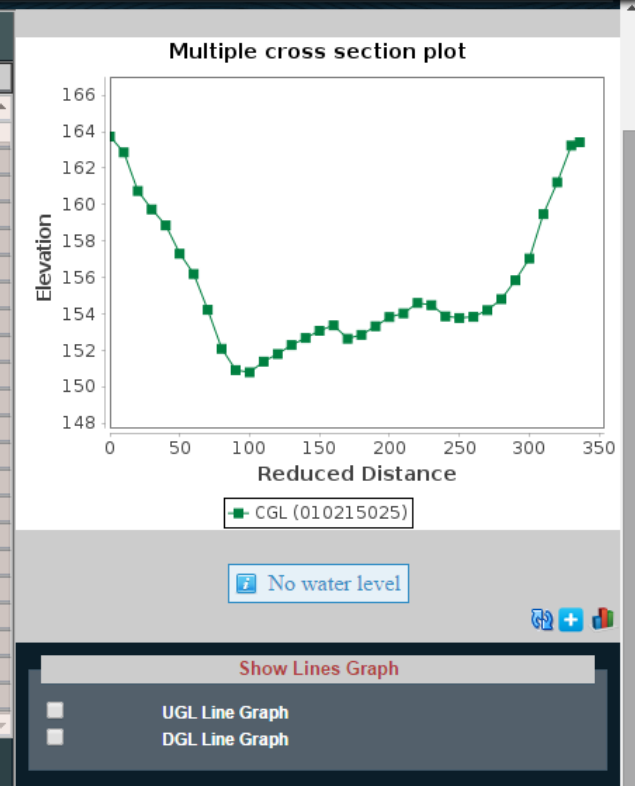 Multiple cross section plot
166
164
162
160
158
156
154
152
150
148
Elevation
0 50 100 150 200 250 300 350
Reduced Distance
CGL (010215025)
No water level
Show Lines Graph
UGL Line Graph
DGL Line Graph